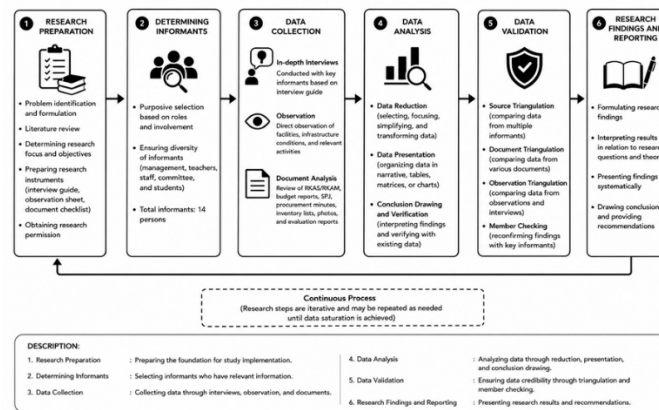 1 RESEARCH
PREPARATION
• Problem identification
and formulation
• Literature review
• Determining research
focus and objectives
• Preparing research
instruments
(interview guide,
observation sheet,
document checklist)
• Obtaining research
permission
2 DETERMINING
INFORMANTS
• Purposive selection
based on roles
and involvement
• Ensuring diversity
of informants
(management, teachers,
staff, committee,
and students)
• Total informants: 14
persons
3 DATA
COLLECTION
In-depth Interviews
Conducted with key
informants based on
interview guide
Observation
Direct observation of
facilities, infrastructure
conditions, and relevant
activities
Document Analysis
Review of RKAS/RKAM,
budget reports, SPJ,
procurement minutes,
inventory lists, photos,
and evaluation reports
4 DATA
ANALYSIS
• Data Reduction
(selecting, focusing,
simplifying, and
transforming data)
• Data Presentation
(organizing data in
narrative, tables,
matrices, or charts)
• Conclusion Drawing
and Verification
(interpreting findings
and verifying with
existing data)
5 DATA
VALIDATION
• Source Triangulation
(comparing data
from multiple
informants)
• Document Triangulation
(comparing data from
various documents)
• Observation Triangulation
(comparing data from
observations and
interviews)
• Member Checking
(reconfirming findings
with key informants)
6 RESEARCH
FINDINGS AND
REPORTING
• Formulating research
findings
• Interpreting results
in relation to research
questions and theory
• Presenting findings
systematically
• Drawing conclusions
and providing
recommendations
Continuous Process
(Research steps are iterative and may be repeated as needed
until data saturation is achieved)
DESCRIPTION:
1. Research Preparation : Preparing the foundation for study implementation.
2. Determining Informants : Selecting informants who have relevant information.
3. Data Collection : Collecting data through interviews, observation, and documents.
4. Data Analysis : Analyzing data through reduction, presentation,
and conclusion drawing.
5. Data Validation : Ensuring data credibility through triangulation and
member checking.
6. Research Findings and Reporting : Presenting research results and recommendations.